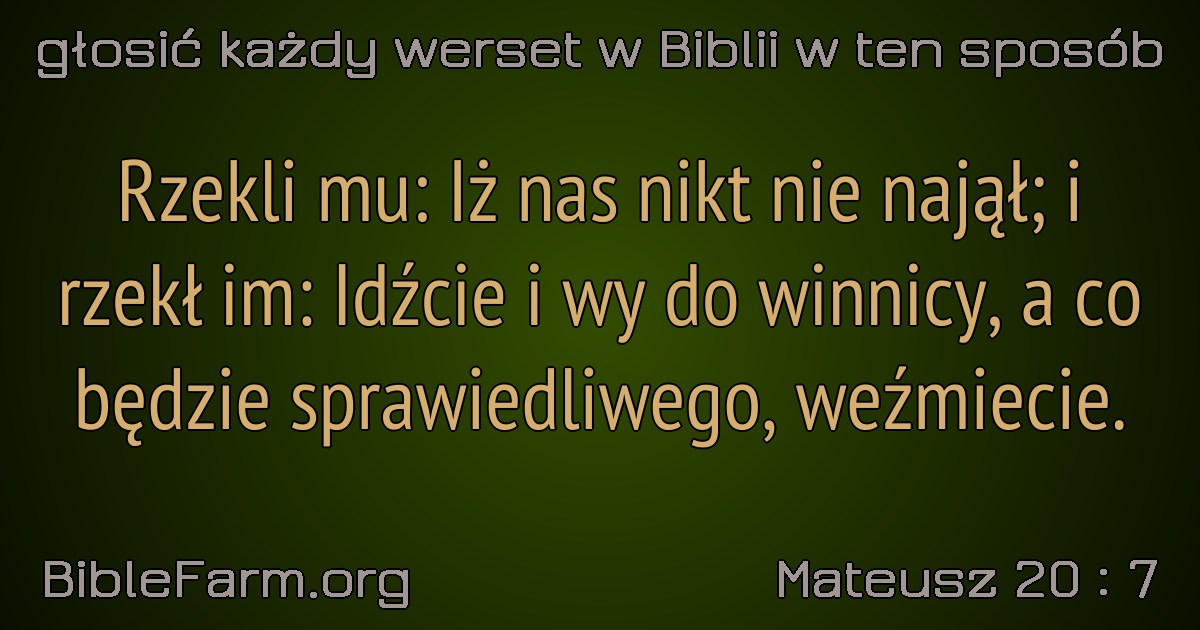 głosić każdy werset w Biblii w ten sposób
Rzekli mu: Iż nas nikt nie najął; i
rzekł im: Idźcie i wy do winnicy, a co
będzie sprawiedliwego, weźmiecie.
BibleFarm.org
Mateusz 20 : 7